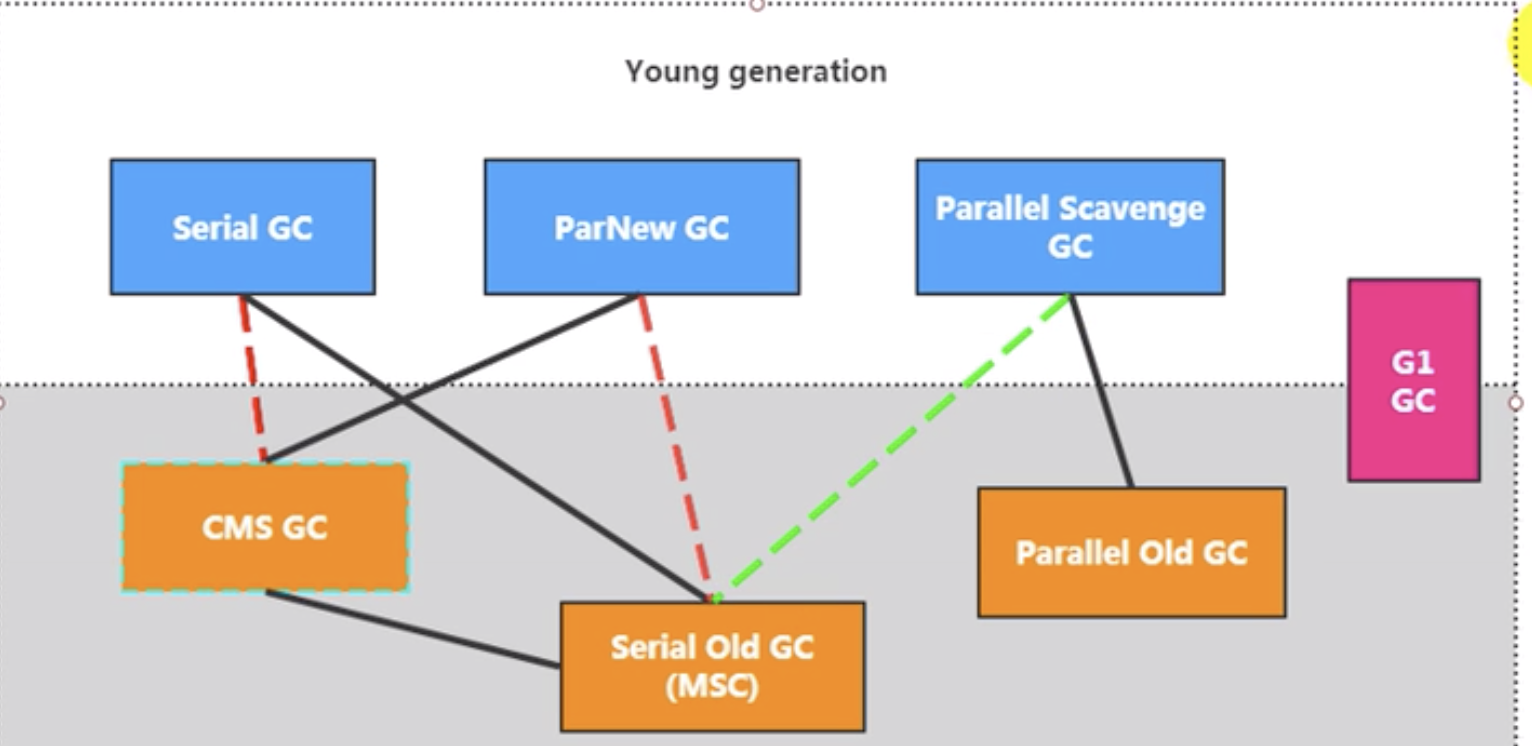 Young generation
Serial GC
ParNew GC
Parallel Scavenge
GC
G1
GC
CMS GC
Parallel Old GC
Serial Old GC
(MSC)